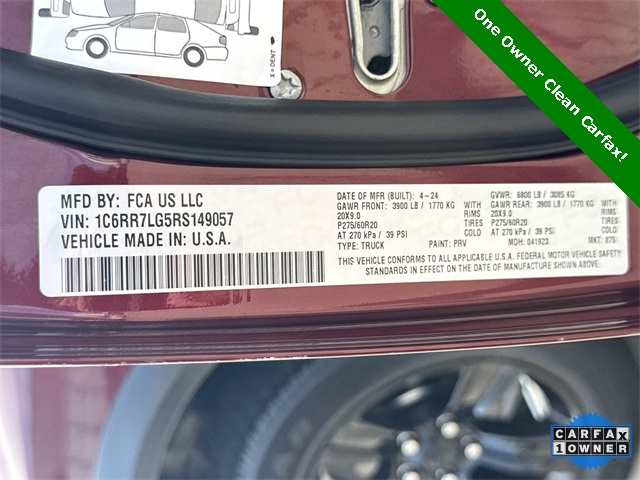 X = DENT
One Owner Clean Carfax!
MFD BY: FCA US LLC
VIN: 1C6RR7LG5RS149057
VEHICLE MADE IN: U.S.A.
DATE OF MFR (BUILT): 4-24 GVWR: 6800 LB / 3085 KG
GAWR FRONT: 3900 LB / 1770 KG WITH GAWR REAR: 3900 LB / 1770 KG WITH
20X9.0 RIMS 20X9.0 RIMS
P275/60R20 TIRES P275/60R20 TIRES
AT 270 kPa / 39 PSI COLD AT 270 kPa / 39 PSI COLD
TYPE: TRUCK PAINT: PRV MDH: 041923 MKT: 875
THIS VEHICLE CONFORMS TO ALL APPLICABLE U.S.A. FEDERAL MOTOR VEHICLE SAFETY
STANDARDS IN EFFECT ON THE DATE OF MANUFACTURE SHOWN ABOVE.
CARFAX
1 OWNER